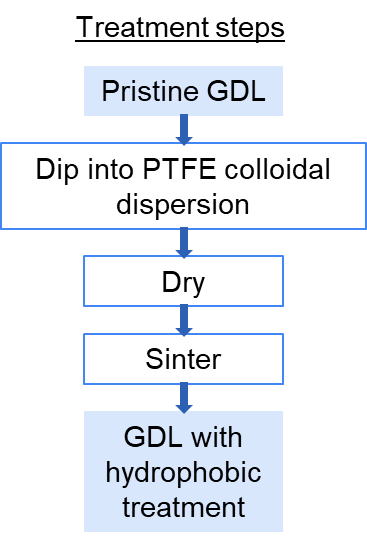 Treatment steps
Pristine GDL
Dip into PTFE colloidal
dispersion
Dry
Sinter
GDL with
hydrophobic
treatment